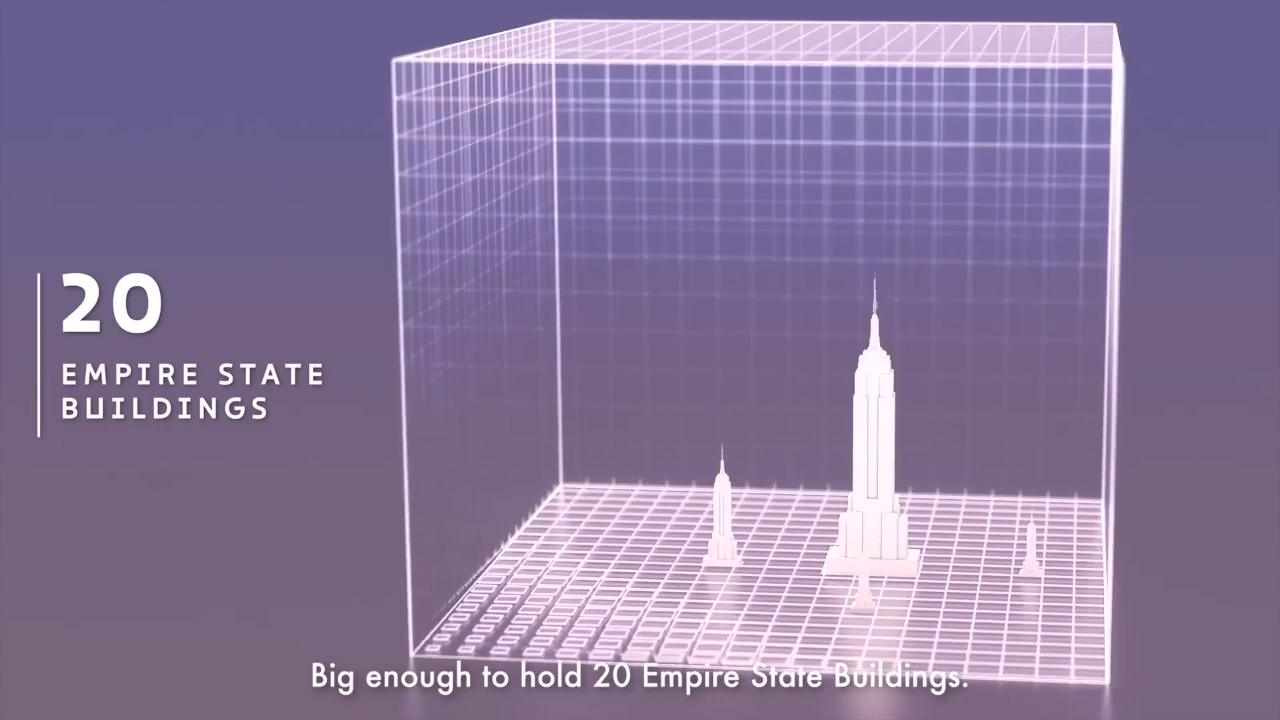 20
EMPIRE STATE
BUILDINGS
Big enough to hold 20 Empire State Buildings.